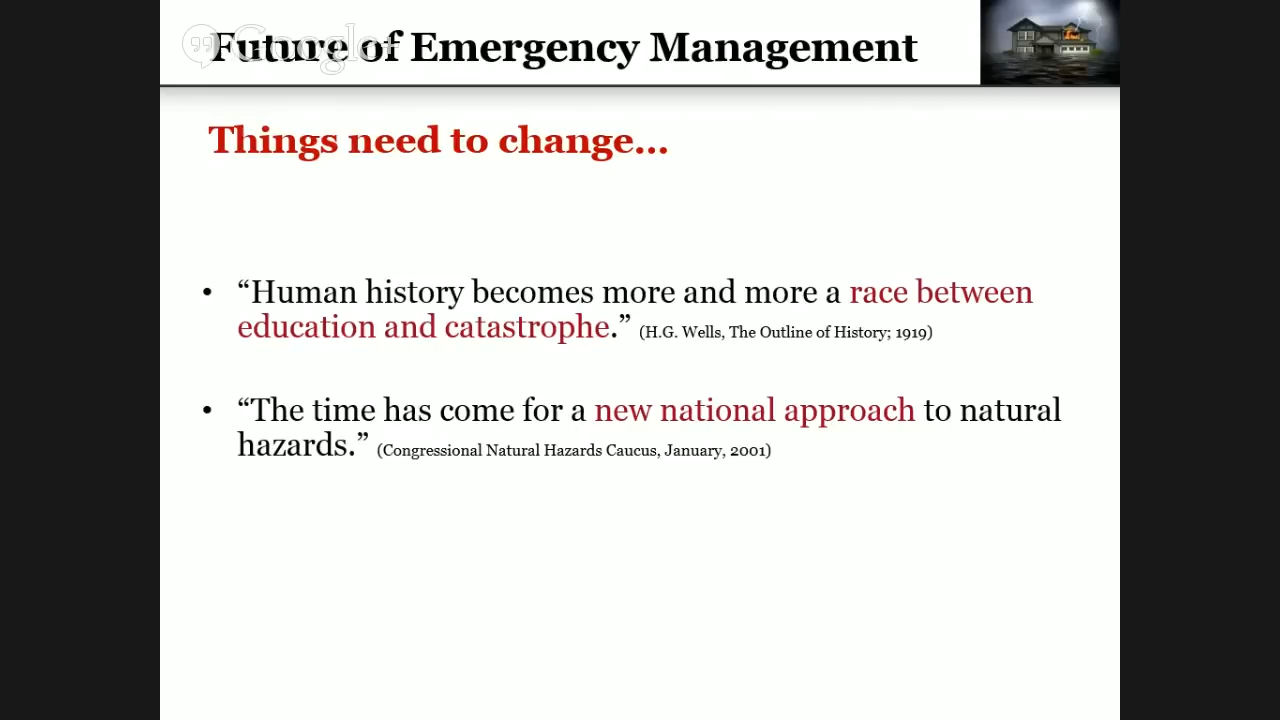 Google+
Future of Emergency Management
Things need to change...
• “Human history becomes more and more a race between
education and catastrophe.” (H.G. Wells, The Outline of History; 1919)
• “The time has come for a new national approach to natural
hazards.” (Congressional Natural Hazards Caucus, January, 2001)